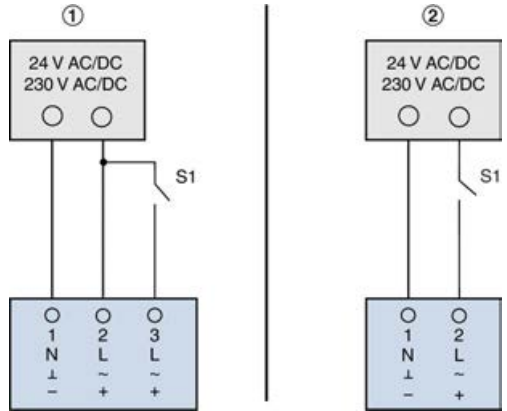 ①
24 V AC/DC
230 V AC/DC
S1
1 2 3
N L L
⊥ ~ ~
− + +
②
24 V AC/DC
230 V AC/DC
S1
1 2
N L
⊥ ~
− +